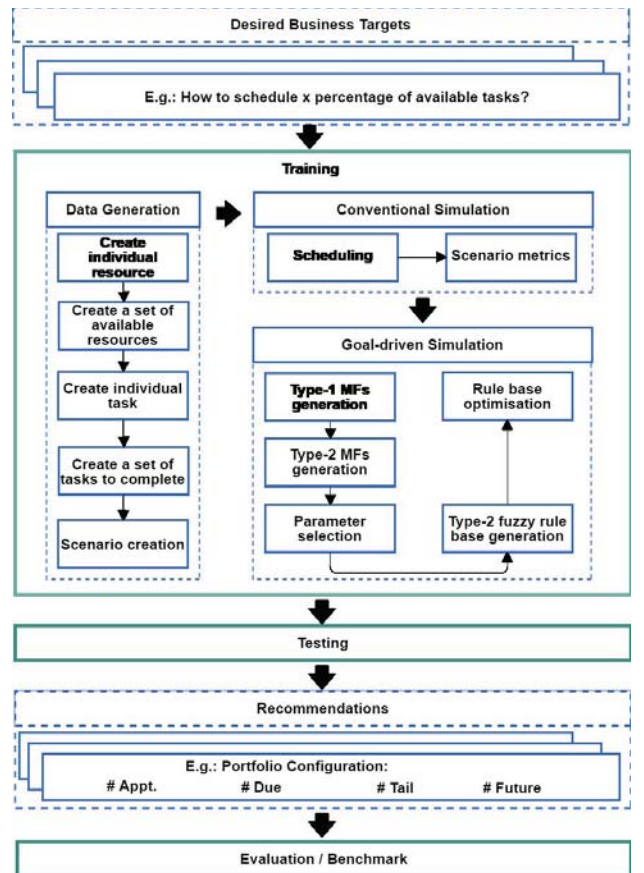 Desired Business Targets
E.g.: How to schedule x percentage of available tasks?
Training
Data Generation
Create individual
resource
Create a set of
available
resources
Create individual
task
Create a set of
tasks to complete
Scenario creation
Conventional Simulation
Scheduling
Scenario metrics
Goal-driven Simulation
Type-1 MFs
generation
Type-2 MFs
generation
Parameter
selection
Type-2 fuzzy rule
base generation
Rule base
optimisation
Testing
Recommendations
E.g.: Portfolio Configuration:
# Appt. # Due # Tail # Future
Evaluation / Benchmark